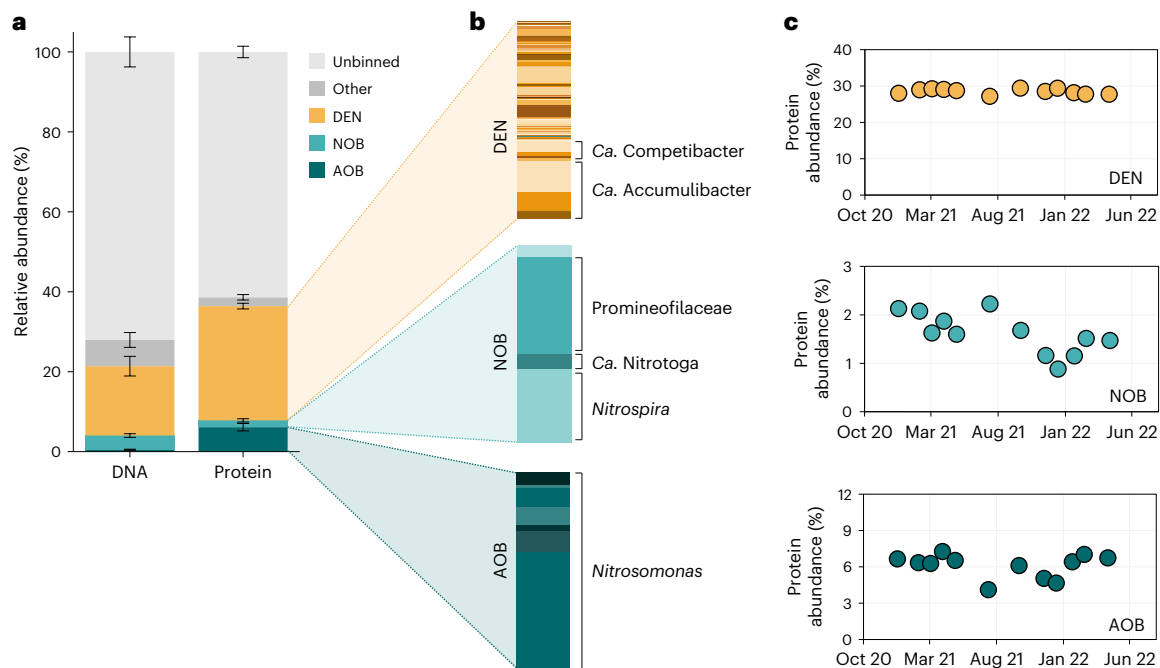 a
Relative abundance (%)
100
80
60
40
20
0
DNA
Protein
Unbinned
Other
DEN
NOB
AOB
b
DEN
Ca. Competibacter
Ca. Accumulibacter
NOB
Promineofilaceae
Ca. Nitrotoga
Nitrospira
AOB
Nitrosomonas
c
Protein
abundance (%)
40
30
20
10
0
DEN
Oct 20
Mar 21
Aug 21
Jan 22
Jun 22
Protein
abundance (%)
3
2
1
0
NOB
Oct 20
Mar 21
Aug 21
Jan 22
Jun 22
Protein
abundance (%)
12
9
6
3
0
AOB
Oct 20
Mar 21
Aug 21
Jan 22
Jun 22